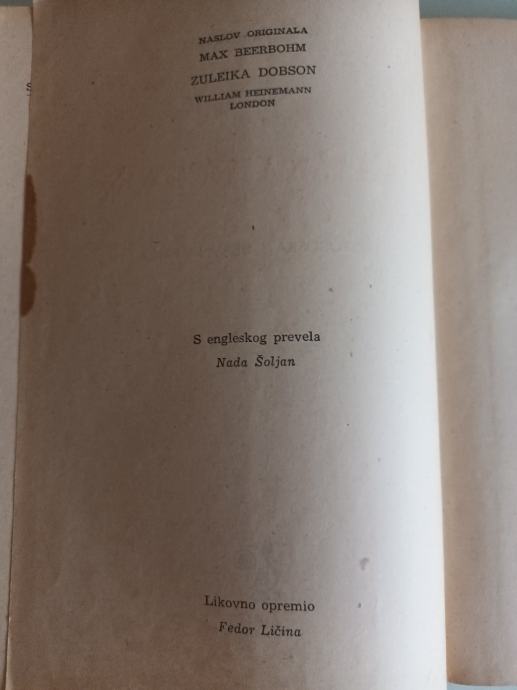 NASLOV ORIGINALA
MAX BEERBOHM
ZULEIKA DOBSON
WILLIAM HEINEMANN
LONDON
S engleskog prevela
Nada Šoljan
Likovno opremio
Fedor Ličina